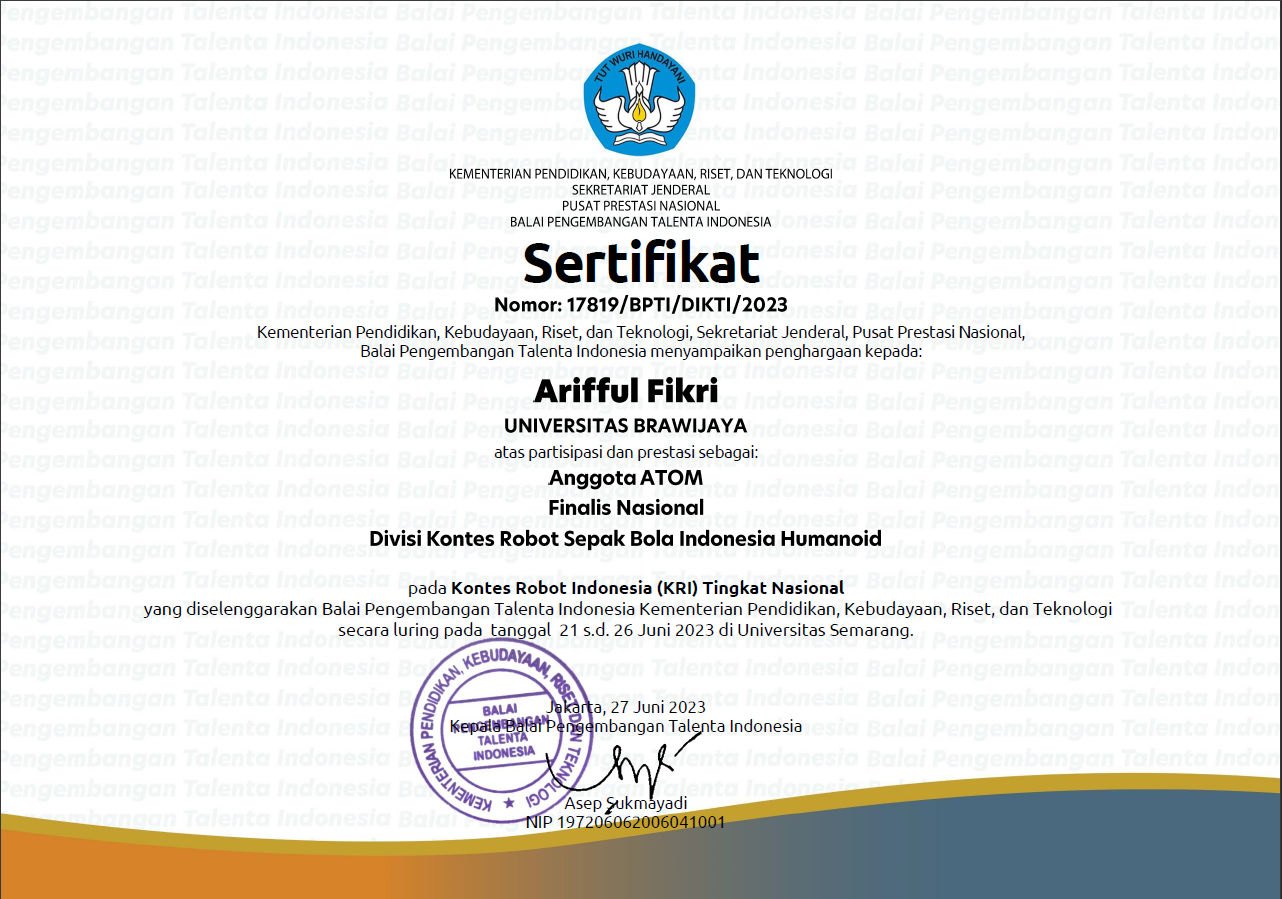 TUT WURI HANDAYANI
KEMENTERIAN PENDIDIKAN, KEBUDAYAAN, RISET, DAN TEKNOLOGI
SEKRETARIAT JENDERAL
PUSAT PRESTASI NASIONAL
BALAI PENGEMBANGAN TALENTA INDONESIA
Sertifikat
Nomor: 17819/BPTI/DIKTI/2023
Kementerian Pendidikan, Kebudayaan, Riset, dan Teknologi, Sekretariat Jenderal, Pusat Prestasi Nasional,
Balai Pengembangan Talenta Indonesia menyampaikan penghargaan kepada:
Arifful Fikri
UNIVERSITAS BRAWIJAYA
atas partisipasi dan prestasi sebagai:
Anggota ATOM
Finalis Nasional
Divisi Kontes Robot Sepak Bola Indonesia Humanoid
pada Kontes Robot Indonesia (KRI) Tingkat Nasional
yang diselenggarakan Balai Pengembangan Talenta Indonesia Kementerian Pendidikan, Kebudayaan, Riset, dan Teknologi
secara luring pada tanggal 21 s.d. 26 Juni 2023 di Universitas Semarang.
KEMENTERIAN PENDIDIKAN, KEBUDAYAAN, RISET, DAN TEKNOLOGI
BALAI
PENGEMBANGAN
TALENTA
INDONESIA
Jakarta, 27 Juni 2023
Kepala Balai Pengembangan Talenta Indonesia
Asep Sukmayadi
NIP 197206062006041001